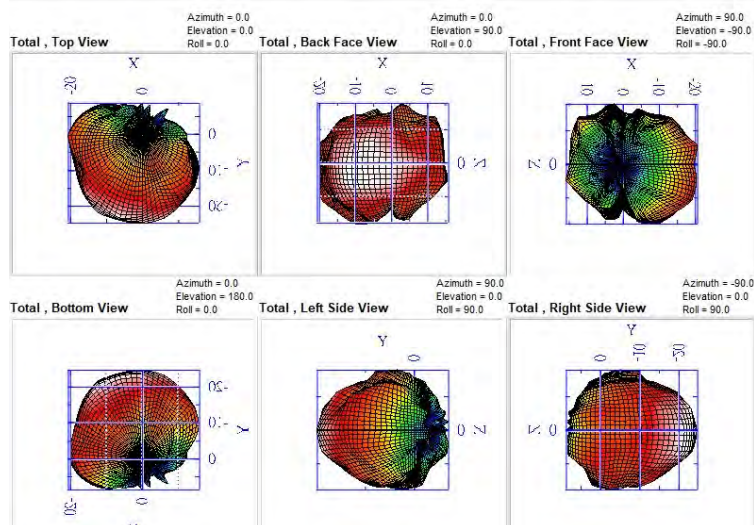 Azimuth = 0.0
Elevation = 0.0
Roll = 0.0
Total , Top View
X
-20 0
0
-10
-20
Y
Azimuth = 0.0
Elevation = 90.0
Roll = 0.0
Total , Back Face View
X
-20 -10 0 10
0 Z
Azimuth = 90.0
Elevation = -90.0
Roll = -90.0
Total , Front Face View
X
10 0 -10 -20
Z 0
Azimuth = 0.0
Elevation = 180.0
Roll = 0.0
Total , Bottom View
-20
-10
0
Y
-20 0
Azimuth = 90.0
Elevation = 0.0
Roll = 90.0
Total , Left Side View
Y
0
0 Z
Azimuth = -90.0
Elevation = 0.0
Roll = 90.0
Total , Right Side View
Y
0 -10 -20
Z 0